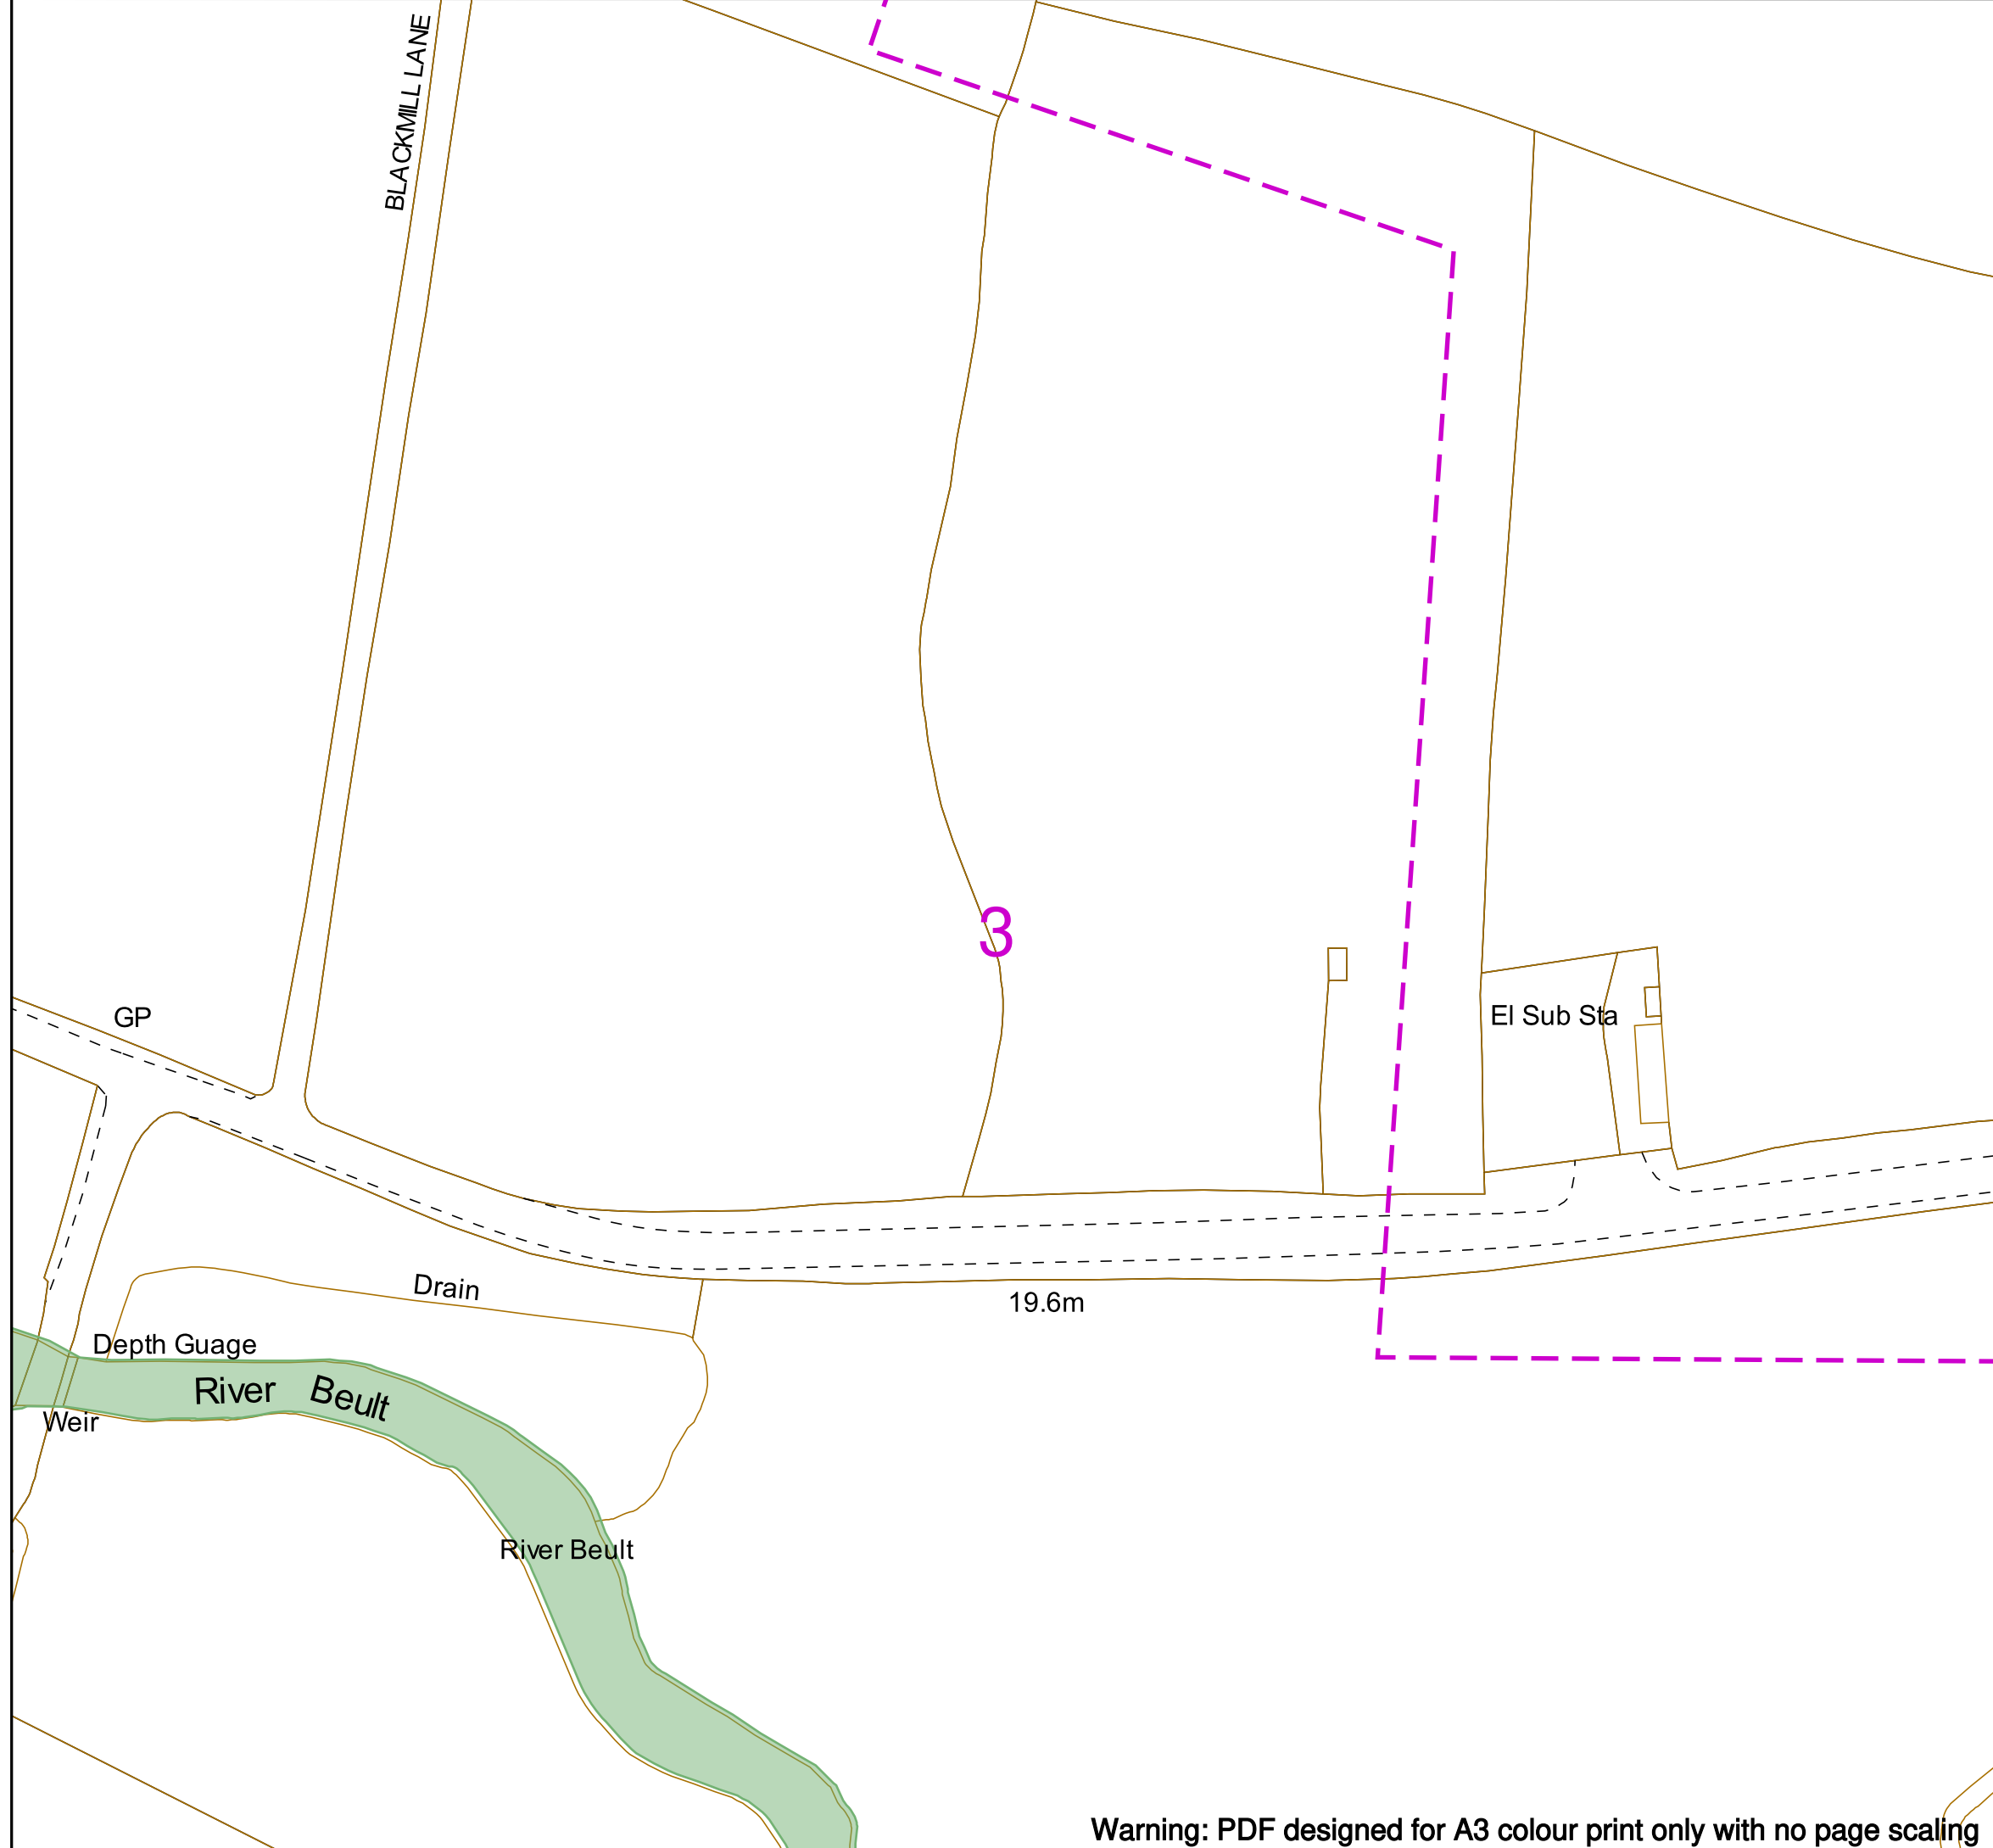 BLACKMILL LANE
3
GP
El Sub Sta
Drain
19.6m
Depth Guage
River Beult
Weir
River Beult
Warning: PDF designed for A3 colour print only with no page scaling